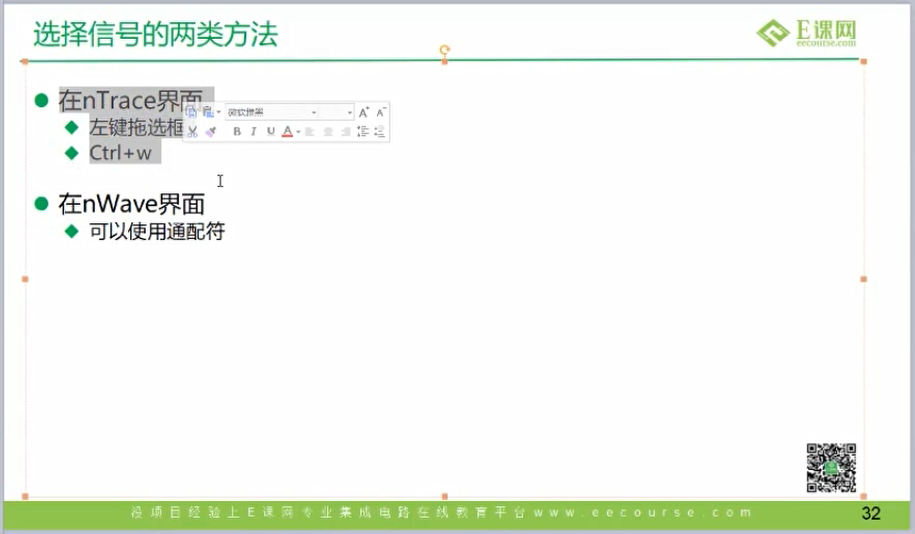 选择信号的两类方法
E课网
eecourse.com
在nTrace界面
微软雅黑
左键拖选框
B I U A
Ctrl+w
在nWave界面
可以使用通配符
没项目经验上E课网专业集成电路在线教育平台www.eecourse.com
32